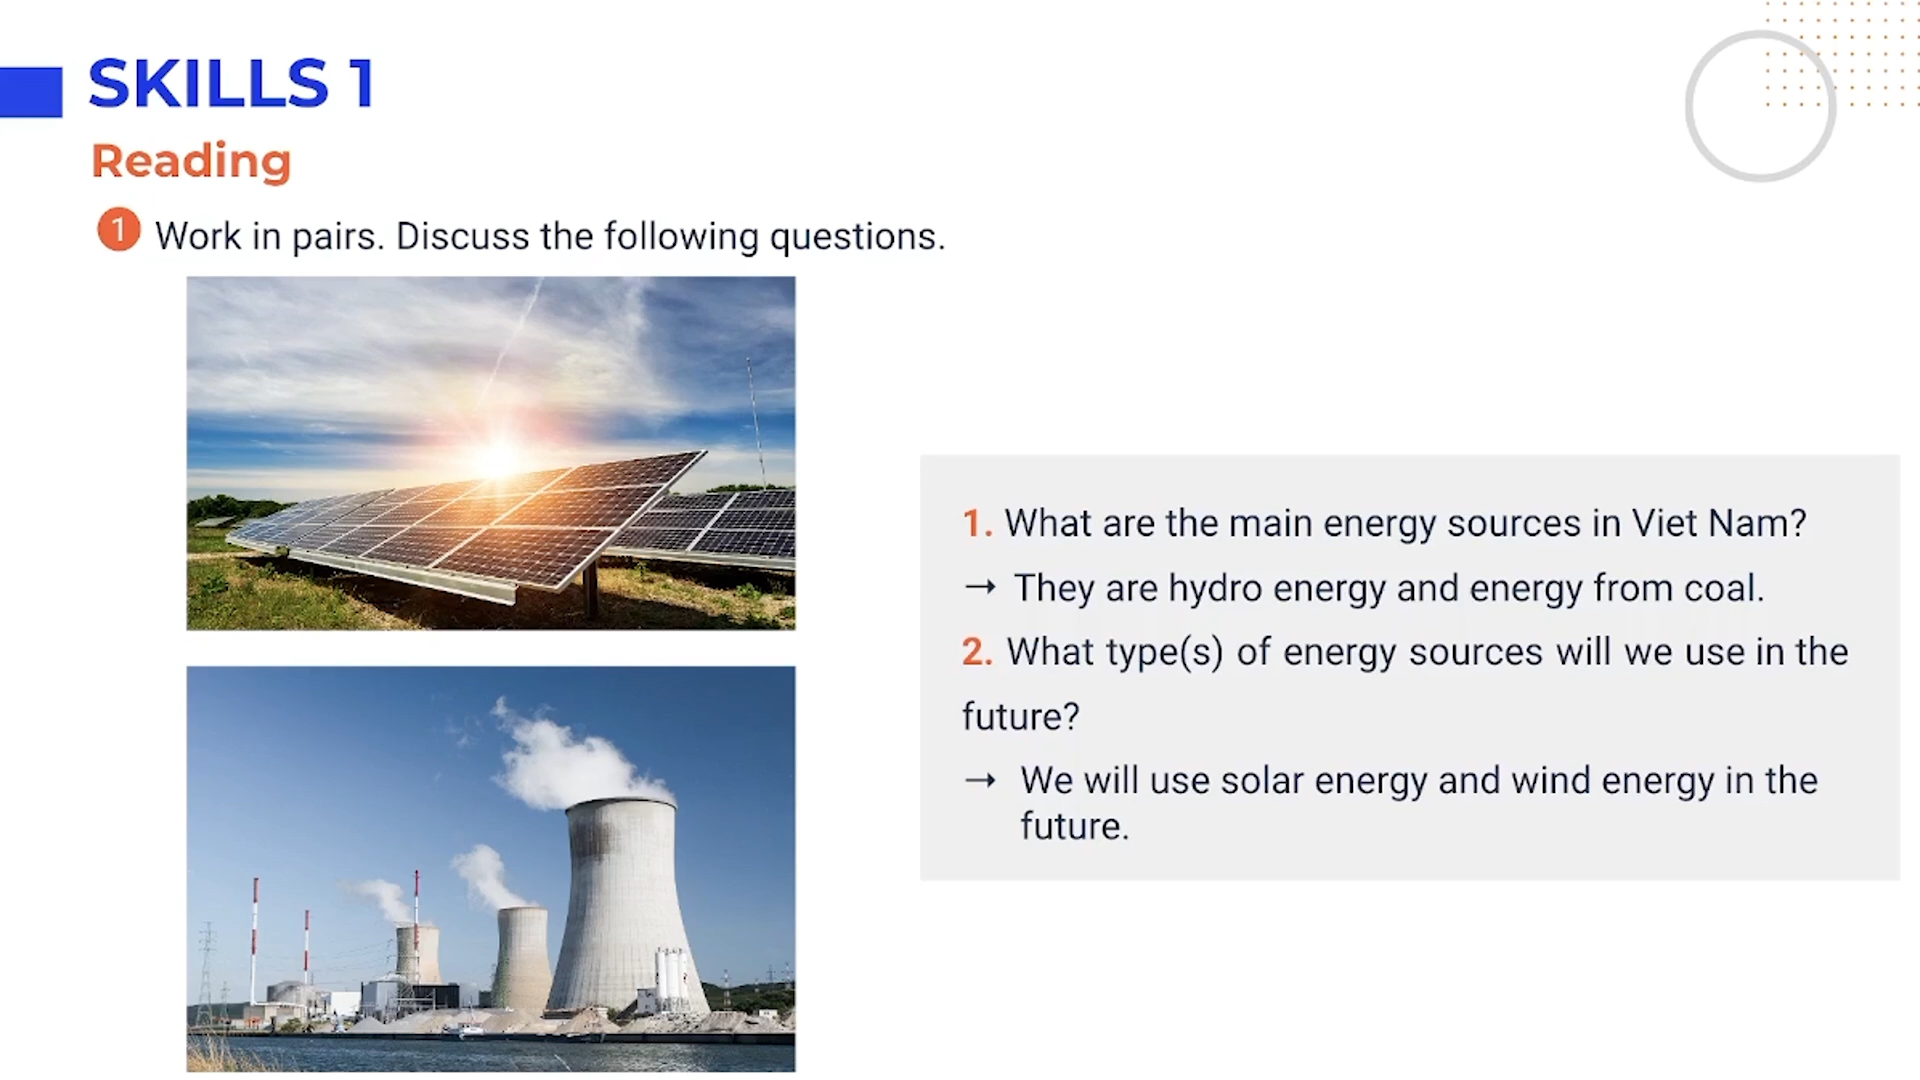 SKILLS 1
Reading
1 Work in pairs. Discuss the following questions.
1. What are the main energy sources in Viet Nam?
→ They are hydro energy and energy from coal.
2. What type(s) of energy sources will we use in the
future?
→ We will use solar energy and wind energy in the
future.